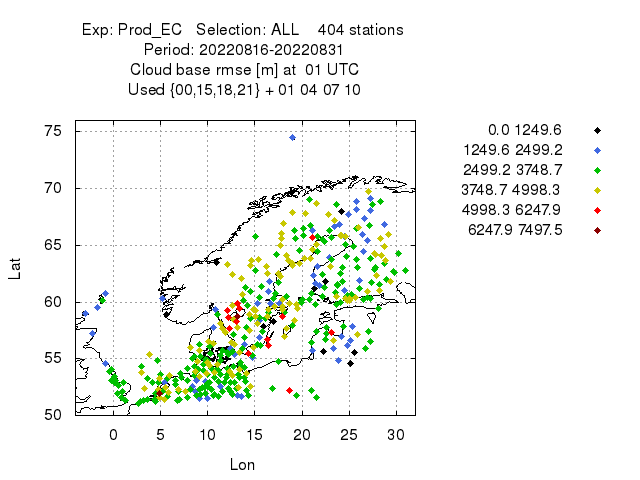 Exp: Prod_EC   Selection: ALL    404 stations
Period: 20220816-20220831
Cloud base rmse [m] at  01 UTC
Used {00,15,18,21} + 01 04 07 10
75
70
65
60
55
50
Lat
0 5 10 15 20 25 30
Lon
0.0 1249.6
1249.6 2499.2
2499.2 3748.7
3748.7 4998.3
4998.3 6247.9
6247.9 7497.5